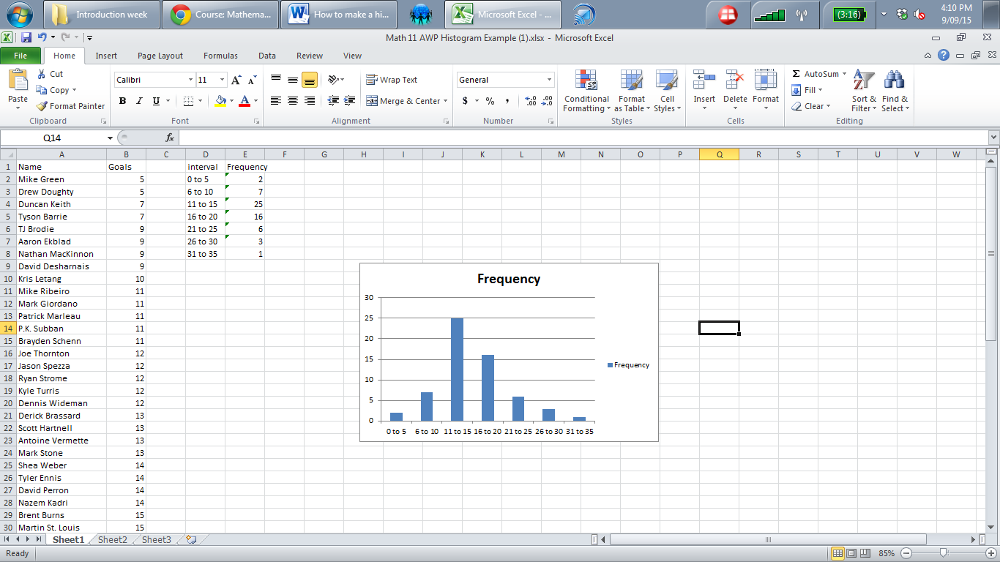 Introduction week
Course: Mathema...
How to make a hi...
Microsoft Excel - ...
(3:16)
4:10 PM
9/09/15
Math 11 AWP Histogram Example (1).xlsx - Microsoft Excel
File Home Insert Page Layout Formulas Data Review View
Paste
Cut
Copy
Format Painter
Clipboard
Calibri 11
B I U
Font
Wrap Text
Merge & Center
Alignment
General
$ % ,
Number
Conditional Formatting
Format as Table
Cell Styles
Styles
Insert Delete Format
Cells
AutoSum
Fill
Clear
Sort & Filter
Find & Select
Editing
Q14 fx
A B C D E F G H I J K L M N O P Q R S T U V W
1 Name Goals interval Frequency
2 Mike Green 5 0 to 5 2
3 Drew Doughty 5 6 to 10 7
4 Duncan Keith 7 11 to 15 25
5 Tyson Barrie 7 16 to 20 16
6 TJ Brodie 9 21 to 25 6
7 Aaron Ekblad 9 26 to 30 3
8 Nathan MacKinnon 9 31 to 35 1
9 David Desharnais 9
10 Kris Letang 10
11 Mike Ribeiro 11
12 Mark Giordano 11
13 Patrick Marleau 11
14 P.K. Subban 11
15 Brayden Schenn 11
16 Joe Thornton 12
17 Jason Spezza 12
18 Ryan Strome 12
19 Kyle Turris 12
20 Dennis Wideman 12
21 Derick Brassard 13
22 Scott Hartnell 13
23 Antoine Vermette 13
24 Mark Stone 13
25 Shea Weber 14
26 Tyler Ennis 14
27 David Perron 14
28 Nazem Kadri 14
29 Brent Burns 15
30 Martin St. Louis 15
Frequency
30
25
20
15
10
5
0
0 to 5 6 to 10 11 to 15 16 to 20 21 to 25 26 to 30 31 to 35
Frequency
Sheet1 Sheet2 Sheet3
Ready
85%